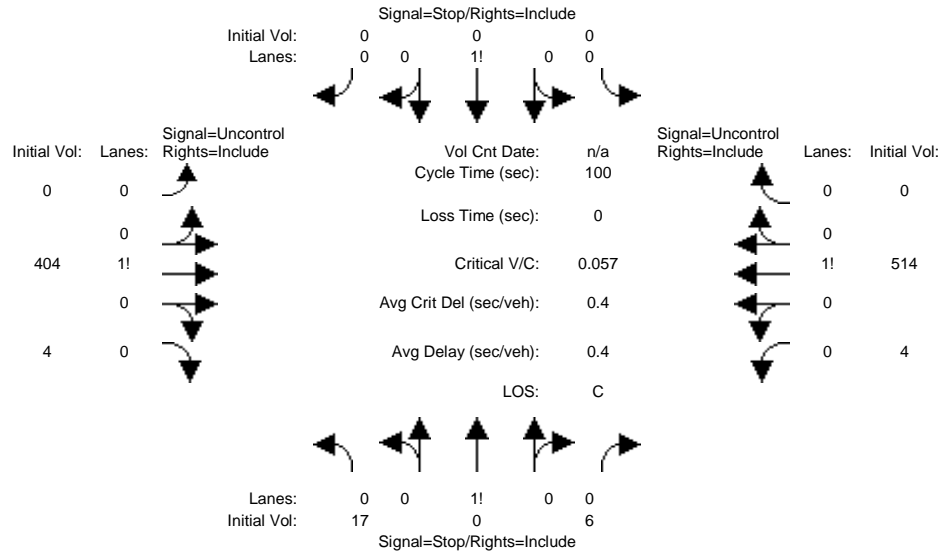 Signal=Stop/Rights=Include
Initial Vol: 0 0 0
Lanes: 0 0 1! 0 0
Signal=Uncontrol
Initial Vol: Lanes: Rights=Include
Vol Cnt Date: n/a
Signal=Uncontrol
Rights=Include Lanes: Initial Vol:
Cycle Time (sec): 100
0 0
0 0
Loss Time (sec): 0
0
0
404 1!
Critical V/C: 0.057
1! 514
0
Avg Crit Del (sec/veh): 0.4
0
4 0
Avg Delay (sec/veh): 0.4
0 4
LOS: C
Lanes: 0 0 1! 0 0
Initial Vol: 17 0 6
Signal=Stop/Rights=Include